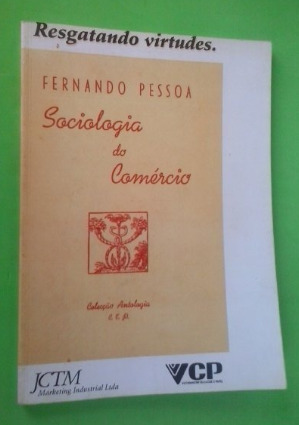 Resgatando virtudes.
FERNANDO PESSOA
Sociologia
do
Comércio
Colecção Antologia
JCTM
Marketing Industrial Ltda
VCP